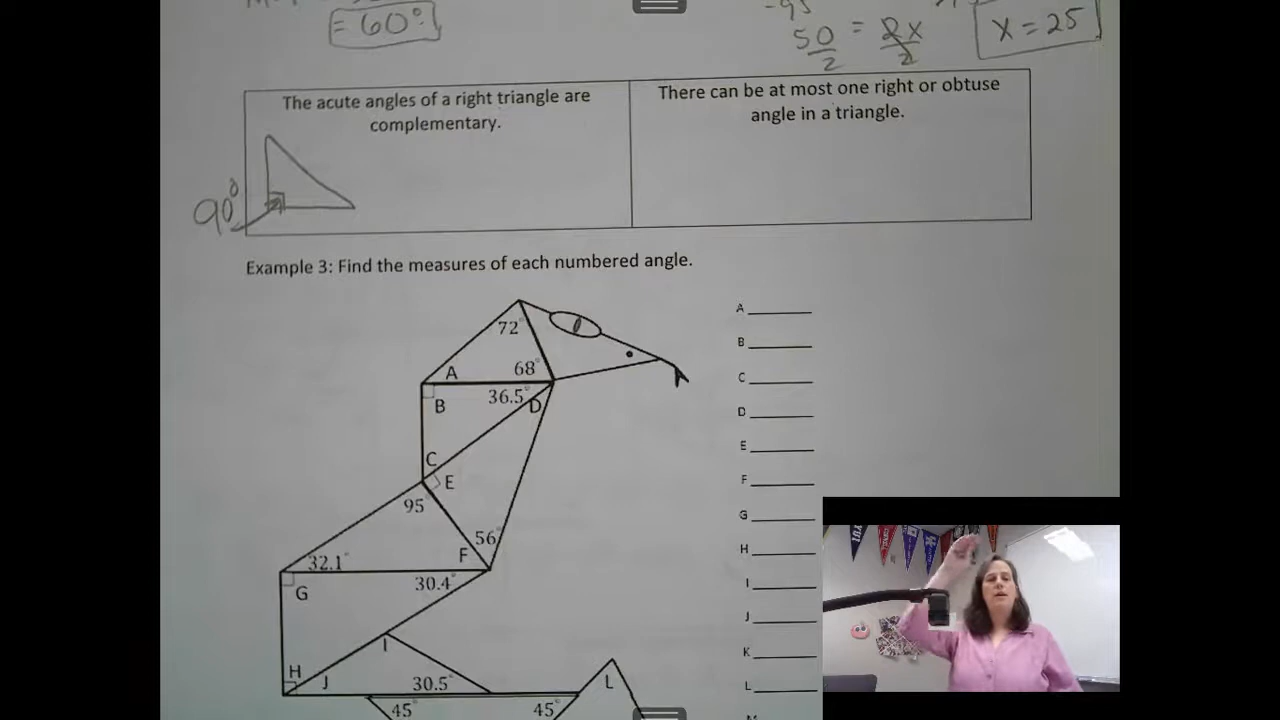 = 60°
50 = 2x
2 2
x = 25
The acute angles of a right triangle are
complementary.
90°
There can be at most one right or obtuse
angle in a triangle.
Example 3: Find the measures of each numbered angle.
72°
A 68°
B 36.5° D
C
E
95
56°
32.1° F
30.4°
G
H I
J 30.5°
45° 45°
L
A
B
C
D
E
F
G
H
I
J
K
L